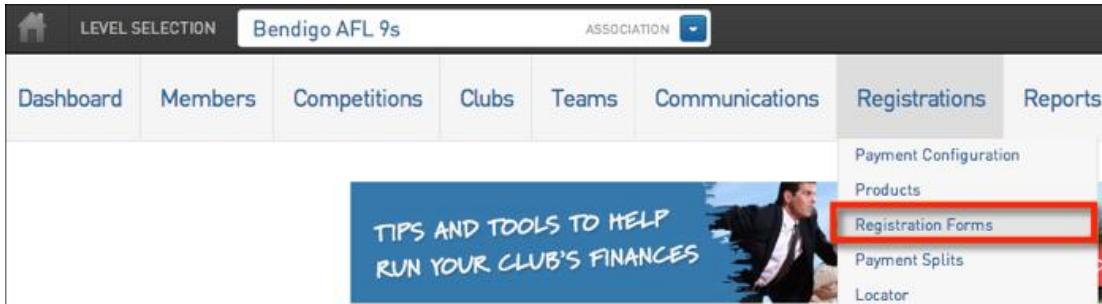 LEVEL SELECTION Bendigo AFL 9s ASSOCIATION
Dashboard Members Competitions Clubs Teams Communications Registrations Reports
Payment Configuration
Products
Registration Forms
Payment Splits
Locator
TIPS AND TOOLS TO HELP
RUN YOUR CLUB'S FINANCES